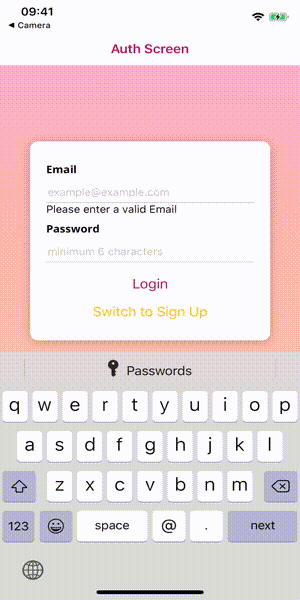 09:41
◀ Camera
Auth Screen
Email
example@example.com
Please enter a valid Email
Password
minimum 6 characters
Login
Switch to Sign Up
Passwords
q w e r t y u i o p
a s d f g h j k l
z x c v b n m
123 space @ . next